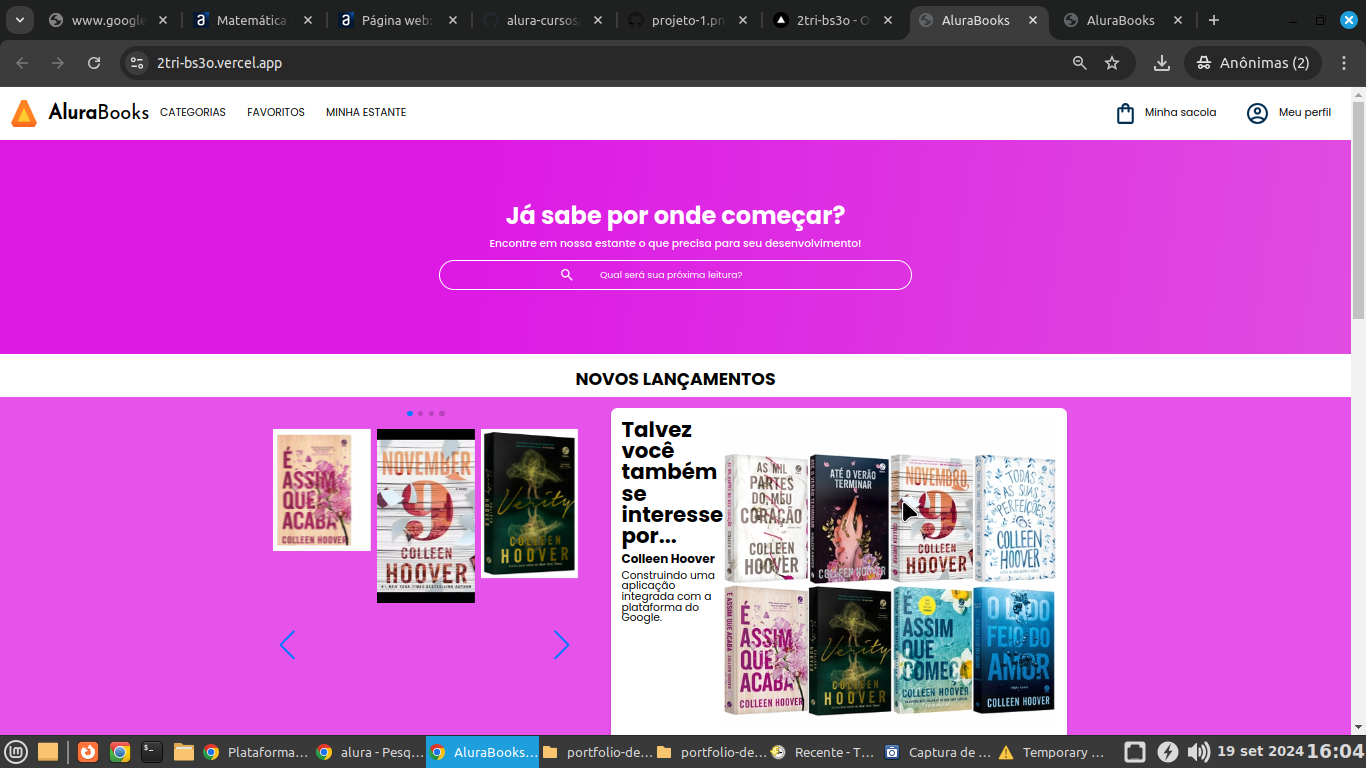 www.google
Matemática
Página web:
alura-cursos
projeto-1.pn
2tri-bs3o - O
AluraBooks
AluraBooks
2tri-bs3o.vercel.app
Anônimas (2)
AluraBooks
CATEGORIAS
FAVORITOS
MINHA ESTANTE
Minha sacola
Meu perfil
Já sabe por onde começar?
Encontre em nossa estante o que precisa para seu desenvolvimento!
Qual será sua próxima leitura?
NOVOS LANÇAMENTOS
É
ASSIM
QUE
ACABA
COLLEEN HOOVER
NOVEMBER
9
COLLEEN
HOOVER
Verity
COLLEEN
HOOVER
Talvez
você
também
se
interesse
por...
Colleen Hoover
Construindo uma
aplicação
integrada com a
plataforma do
Google.
AS MIL
PARTES
DO MEU
CORAÇÃO
COLLEEN
HOOVER
ATÉ O VERÃO
TERMINAR
COLLEEN HOOVER
NOVEMBRO
9
COLLEEN
HOOVER
TODAS
AS SUAS
PERFEIÇÕES
COLLEEN
HOOVER
É
ASSIM
QUE
ACABA
COLLEEN HOOVER
Verity
COLLEEN
HOOVER
É
ASSIM
QUE
COMEÇA
COLLEEN
HOOVER
O LADO
FEIO DO
AMOR
COLLEEN HOOVER
Plataforma...
alura - Pesq...
AluraBooks...
portfolio-de...
portfolio-de...
Recente - T...
Captura de ...
Temporary ...
19 set 2024
16:04